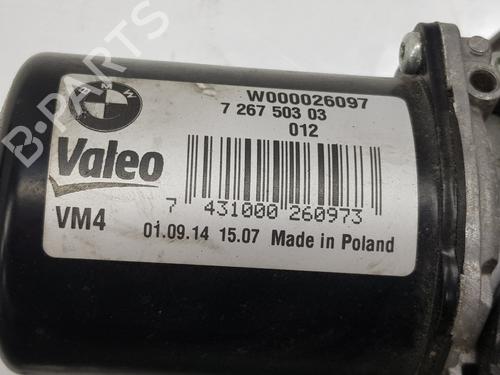 BMW
W000026097
7 267 503 03
012
Valeo
7 431000 260973
VM4
01.09.14 15.07 Made in Poland
B-PARTS